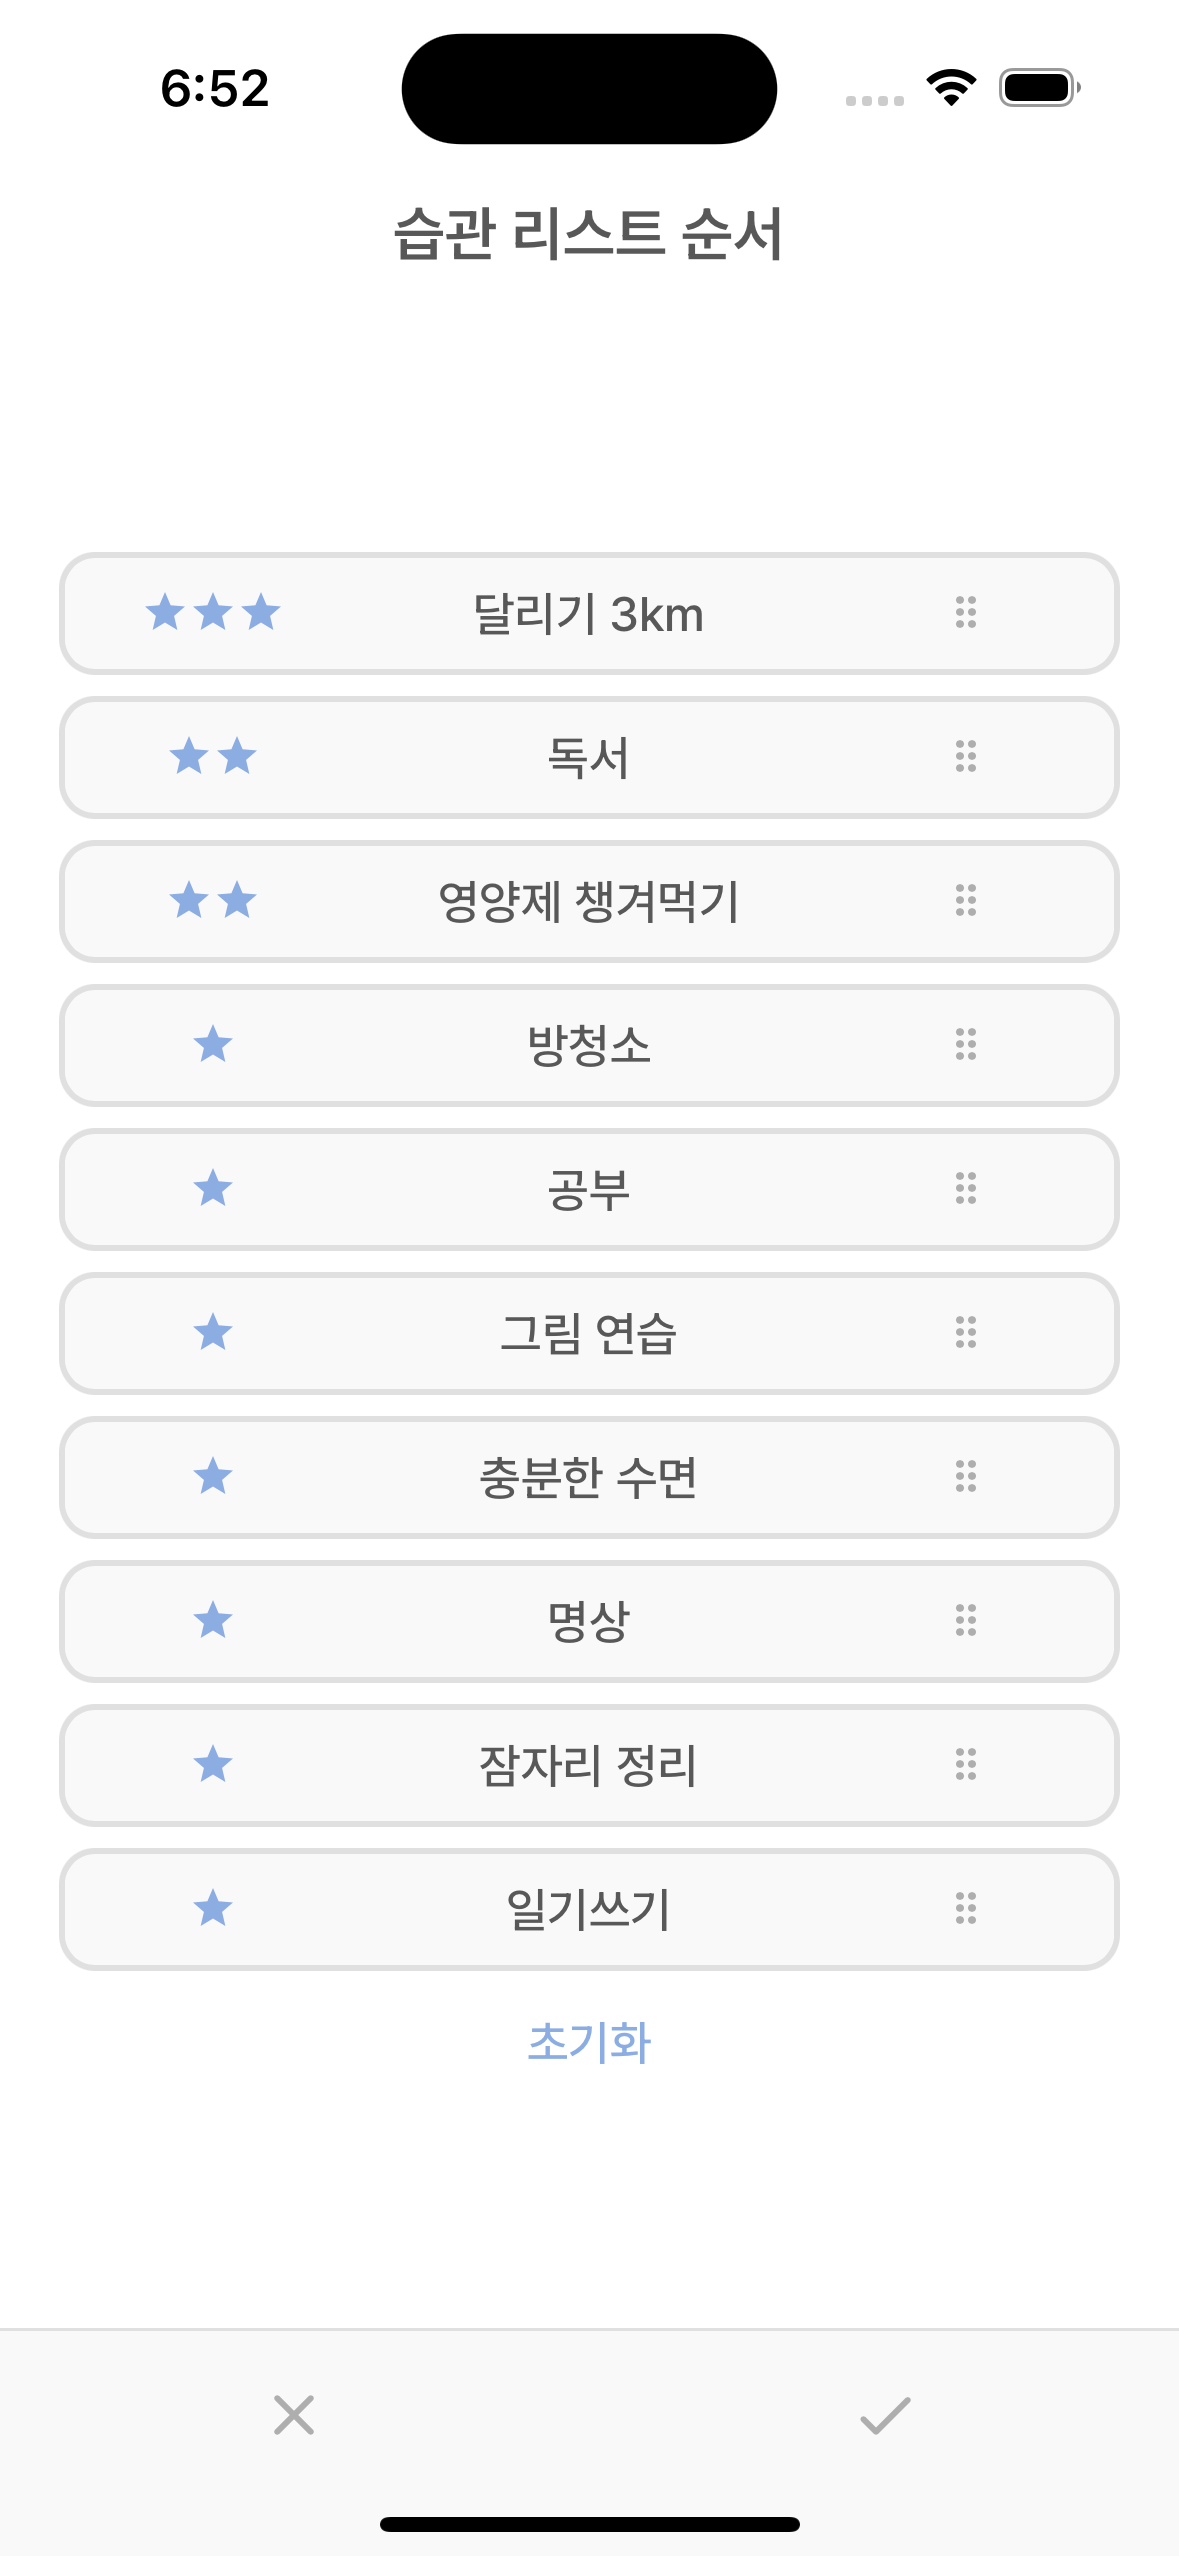 6:52
습관 리스트 순서
달리기 3km
독서
영양제 챙겨먹기
방청소
공부
그림 연습
충분한 수면
명상
잠자리 정리
일기쓰기
초기화